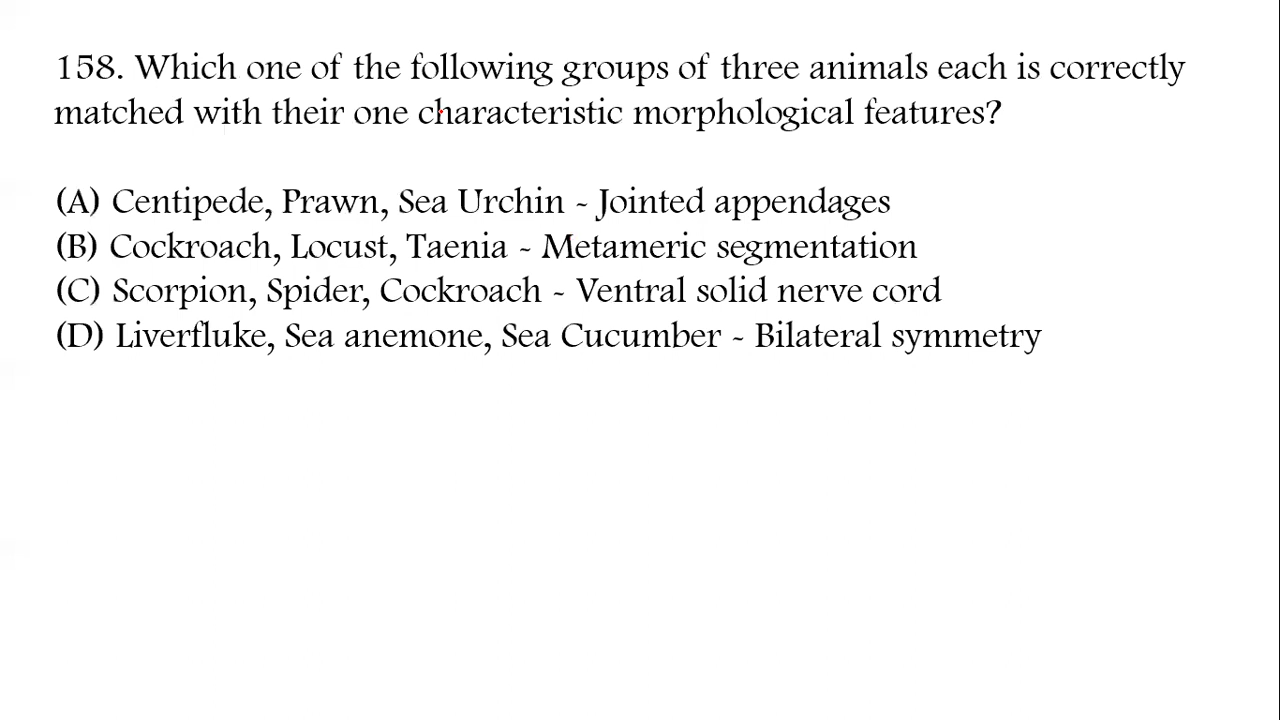 158. Which one of the following groups of three animals each is correctly
matched with their one characteristic morphological features?
(A) Centipede, Prawn, Sea Urchin - Jointed appendages
(B) Cockroach, Locust, Taenia - Metameric segmentation
(C) Scorpion, Spider, Cockroach - Ventral solid nerve cord
(D) Liverfluke, Sea anemone, Sea Cucumber - Bilateral symmetry